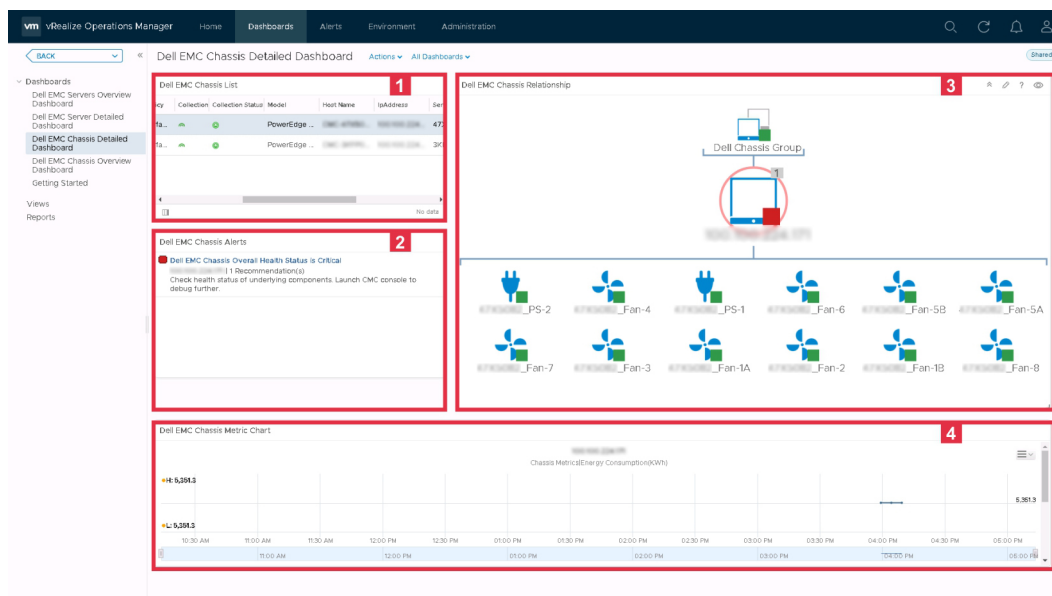 vm vRealize Operations Manager Home Dashboards Alerts Environment Administration
BACK
Dell EMC Chassis Detailed Dashboard Actions All Dashboards Shared
Dashboards
Dell EMC Servers Overview
Dashboard
Dell EMC Server Detailed
Dashboard
Dell EMC Chassis Detailed
Dashboard
Dell EMC Chassis Overview
Dashboard
Getting Started
Views
Reports
Dell EMC Chassis List 1
cy Collection Collection Status Model Host Name IpAddress Ser
fa... PowerEdge ... 47
fa... PowerEdge ...
No data
Dell EMC Chassis Alerts 2
Dell EMC Chassis Overall Health Status is Critical
| 1 Recommendation(s)
Check health status of underlying components. Launch CMC console to
debug further.
Dell EMC Chassis Relationship 3
Dell Chassis Group
1
_PS-2 _Fan-4 _PS-1 _Fan-6 _Fan-5B _Fan-5A
_Fan-7 _Fan-3 _Fan-1A _Fan-2 _Fan-1B _Fan-8
Dell EMC Chassis Metric Chart 4
Chassis Metrics|Energy Consumption(KWh)
H: 5,351.3
5,351.3
L: 5,351.3
10:30 AM 11:00 AM 11:30 AM 12:00 PM 12:30 PM 01:00 PM 01:30 PM 02:00 PM 02:30 PM 03:00 PM 03:30 PM 04:00 PM 04:30 PM 05:00 PM
11:00 AM 12:00 PM 01:00 PM 02:00 PM 03:00 PM 04:00 PM 05:00 PM